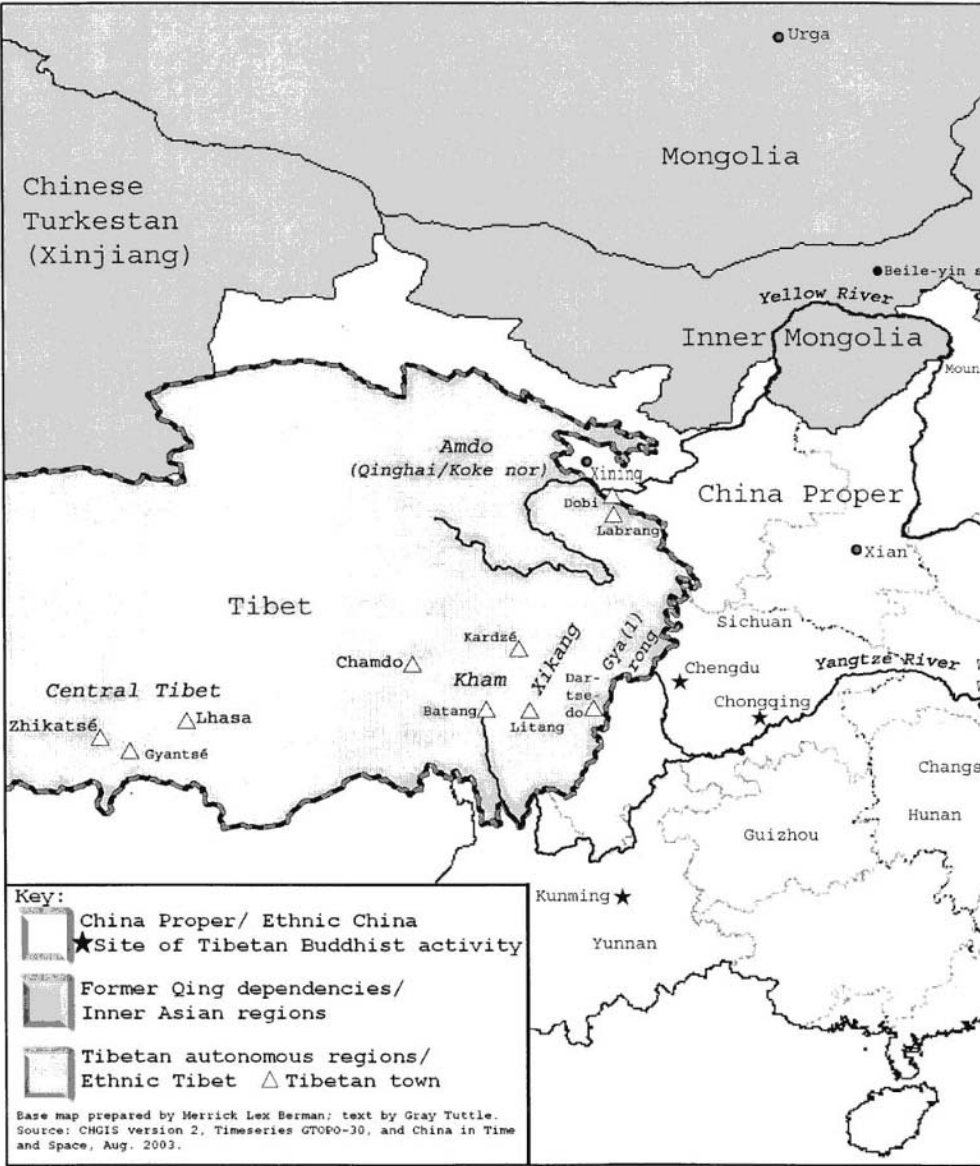 Urga
Mongolia
Chinese
Turkestan
(Xinjiang)
Beile-yin s
Yellow River
Inner Mongolia
Moun
Amdo
(Qinghai/Koke nor)
Xining
China Proper
Dobi
Labrang
Xian
Tibet
Sichuan
Kardzé
Xikang
Gya(l)
rong
Chamdo
Kham
Chengdu
Yangtze River
Central Tibet
Dar-
tse-
do
Chongqing
Zhikatsé
Lhasa
Batang
Litang
Gyantsé
Changs
Hunan
Guizhou
Kunming
Yunnan
Key:
China Proper/ Ethnic China
★Site of Tibetan Buddhist activity
Former Qing dependencies/
Inner Asian regions
Tibetan autonomous regions/
Ethnic Tibet △ Tibetan town
Base map prepared by Merrick Lex Berman; text by Gray Tuttle.
Source: CHGIS version 2, Timeseries GTOPO-30, and China in Time
and Space, Aug. 2003.